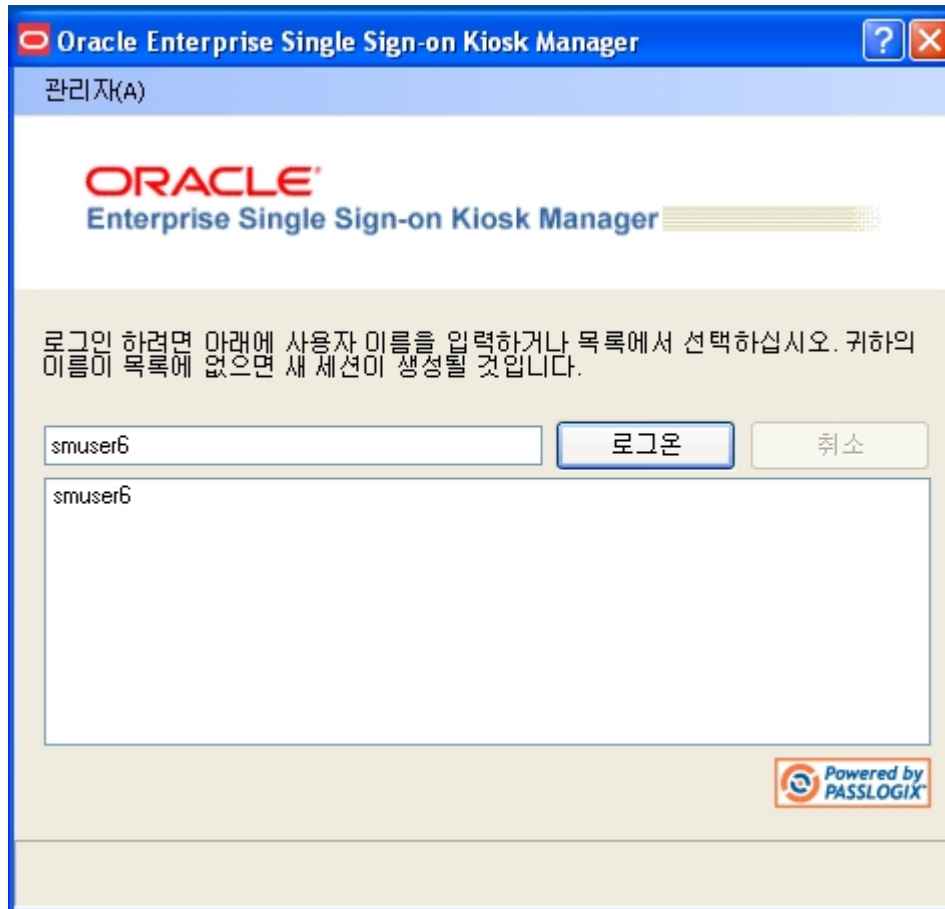 Oracle Enterprise Single Sign-on Kiosk Manager
관리자(A)
ORACLE
Enterprise Single Sign-on Kiosk Manager
로그인 하려면 아래에 사용자 이름을 입력하거나 목록에서 선택하십시오. 귀하의
이름이 목록에 없으면 새 세션이 생성될 것입니다.
smuser6 로그온 취소
smuser6
Powered by
PASSLOGIX